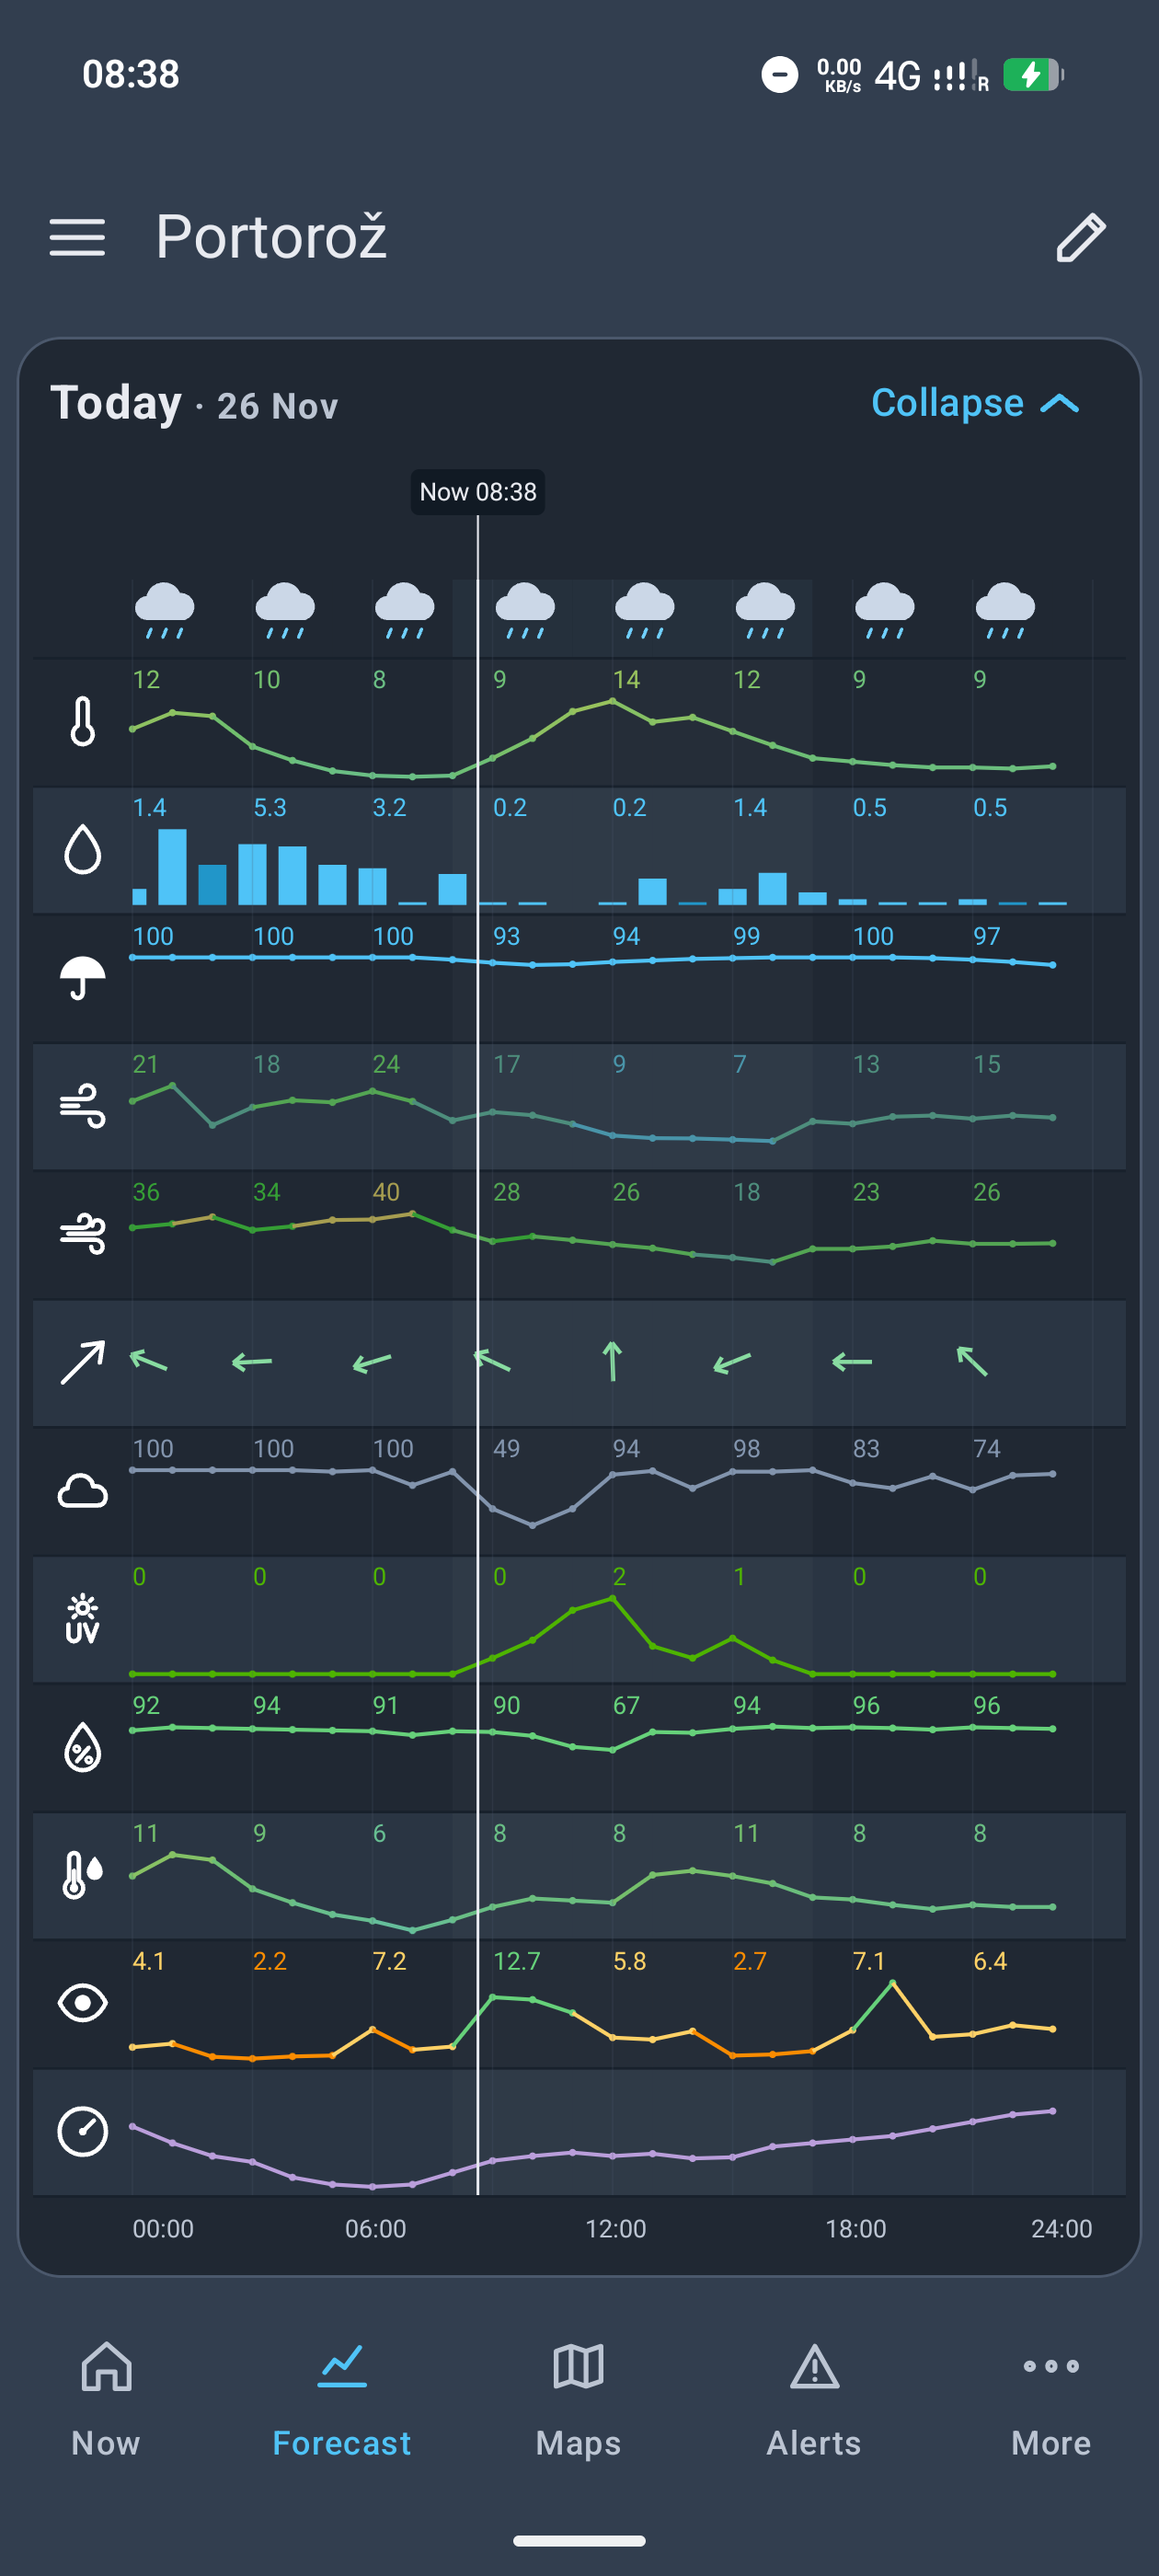 08:38
0.00
KB/s
4G
R
Portorož
Today · 26 Nov
Collapse
Now 08:38
12 10 8 9 14 12 9 9
1.4 5.3 3.2 0.2 0.2 1.4 0.5 0.5
100 100 100 93 94 99 100 97
21 18 24 17 9 7 13 15
36 34 40 28 26 18 23 26
100 100 100 49 94 98 83 74
0 0 0 0 2 1 0 0
UV
92 94 91 90 67 94 96 96
%
11 9 6 8 8 11 8 8
4.1 2.2 7.2 12.7 5.8 2.7 7.1 6.4
00:00 06:00 12:00 18:00 24:00
Now Forecast Maps Alerts More